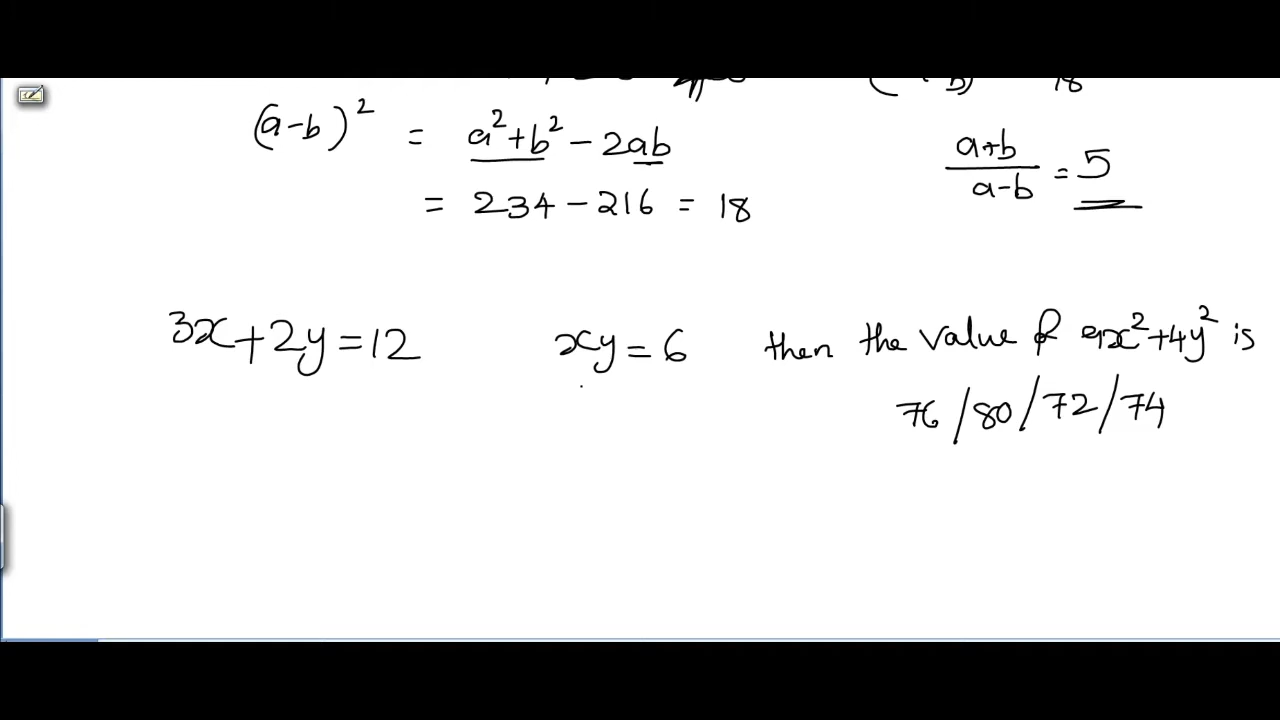 18
(a-b)² = a²+b² - 2ab
a+b
a-b = 5
= 234 - 216 = 18
3x+2y=12 xy=6 then the value of 9x²+4y² is
76/80/72/74